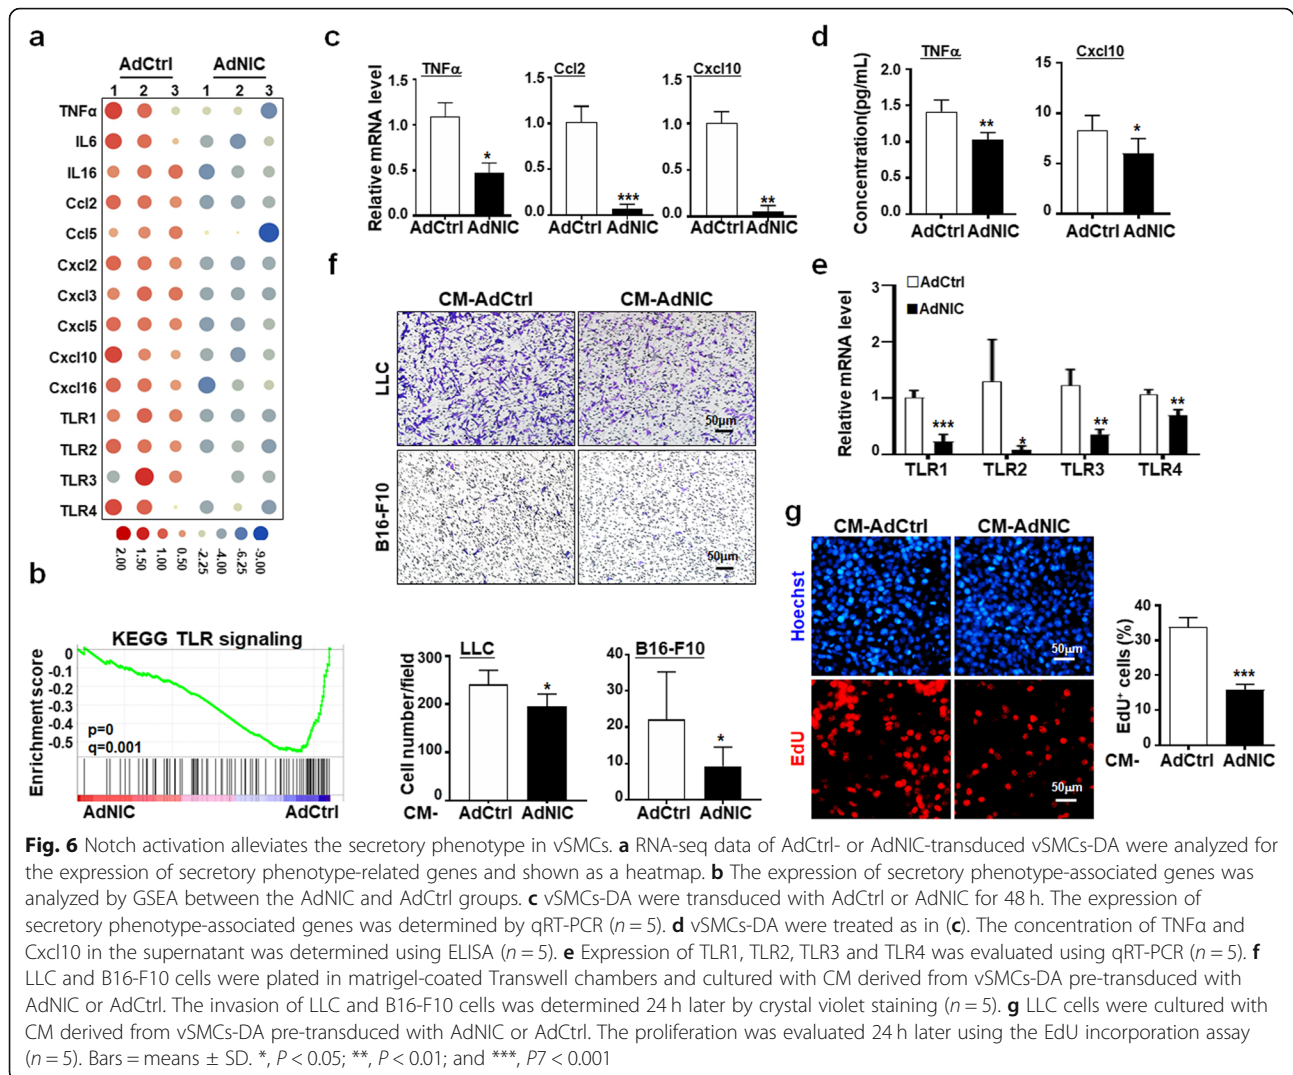 a
AdCtrl AdNIC
1 2 3 1 2 3
TNFα
IL6
IL16
Ccl2
Ccl5
Cxcl2
Cxcl3
Cxcl5
Cxcl10
Cxcl16
TLR1
TLR2
TLR3
TLR4
2.00 1.50 1.00 0.50 -2.25 -4.00 -6.25 -9.00
b
KEGG TLR signaling
Enrichment score
0
-0.1
-0.2
-0.3
-0.4
-0.5
p=0
q=0.001
AdNIC AdCtrl
c
Relative mRNA level
TNFα
1.5
1.0
0.5
0.0
*
AdCtrl AdNIC
Ccl2
1.5
1.0
0.5
0.0
***
AdCtrl AdNIC
Cxcl10
1.5
1.0
0.5
0.0
**
AdCtrl AdNIC
d
Concentration(pg/mL)
TNFα
2.0
1.5
1.0
0.5
0.0
**
AdCtrl AdNIC
Cxcl10
15
10
5
0
*
AdCtrl AdNIC
e
Relative mRNA level
AdCtrl
AdNIC
3
2
1
0
*** * ** **
TLR1 TLR2 TLR3 TLR4
f
CM-AdCtrl CM-AdNIC
LLC
50μm
B16-F10
50μm
Cell number/field
LLC
300
200
100
0
*
CM- AdCtrl AdNIC
B16-F10
40
30
20
10
0
*
AdCtrl AdNIC
g
CM-AdCtrl CM-AdNIC
Hoechst
50μm
EdU
50μm
EdU+ cells (%)
40
30
20
10
0
***
CM- AdCtrl AdNIC
Fig. 6 Notch activation alleviates the secretory phenotype in vSMCs. a RNA-seq data of AdCtrl- or AdNIC-transduced vSMCs-DA were analyzed for
the expression of secretory phenotype-related genes and shown as a heatmap. b The expression of secretory phenotype-associated genes was
analyzed by GSEA between the AdNIC and AdCtrl groups. c vSMCs-DA were transduced with AdCtrl or AdNIC for 48 h. The expression of
secretory phenotype-associated genes was determined by qRT-PCR (n = 5). d vSMCs-DA were treated as in (c). The concentration of TNFα and
Cxcl10 in the supernatant was determined using ELISA (n = 5). e Expression of TLR1, TLR2, TLR3 and TLR4 was evaluated using qRT-PCR (n = 5). f
LLC and B16-F10 cells were plated in matrigel-coated Transwell chambers and cultured with CM derived from vSMCs-DA pre-transduced with
AdNIC or AdCtrl. The invasion of LLC and B16-F10 cells was determined 24 h later by crystal violet staining (n = 5). g LLC cells were cultured with
CM derived from vSMCs-DA pre-transduced with AdNIC or AdCtrl. The proliferation was evaluated 24 h later using the EdU incorporation assay
(n = 5). Bars = means ± SD. *, P < 0.05; **, P < 0.01; and ***, P7 < 0.001